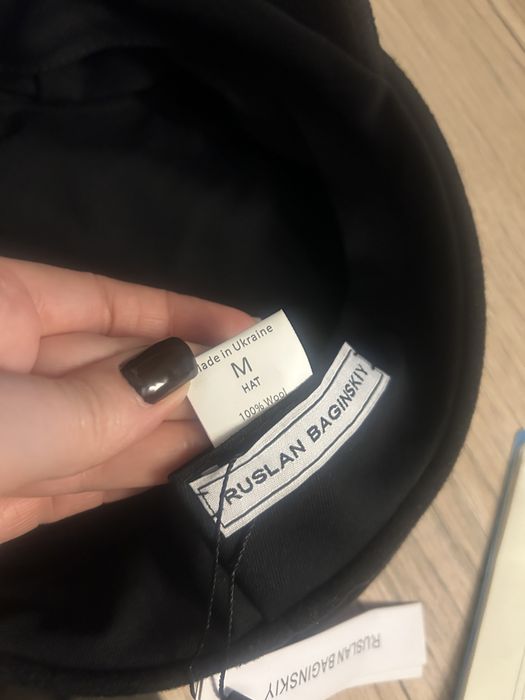 Made in Ukraine
M
HAT
100% Wool
RUSLAN BAGINSKIY
RUSLAN BAGINSKIY